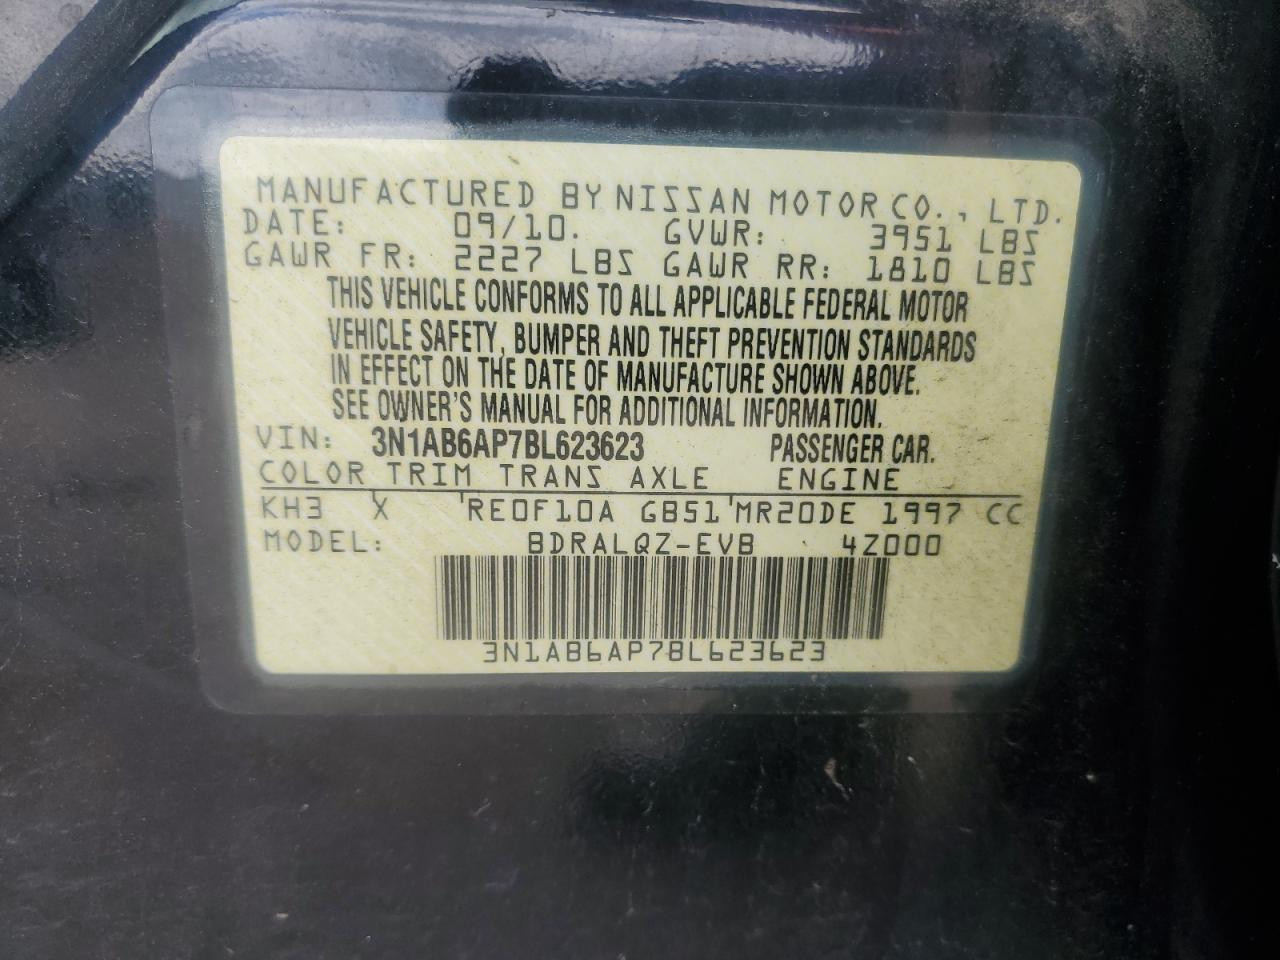 MANUFACTURED BY NISSAN MOTOR CO., LTD.
DATE: 09/10. GVWR: 3951 LBS
GAWR FR: 2227 LBS GAWR RR: 1810 LBS
THIS VEHICLE CONFORMS TO ALL APPLICABLE FEDERAL MOTOR
VEHICLE SAFETY, BUMPER AND THEFT PREVENTION STANDARDS
IN EFFECT ON THE DATE OF MANUFACTURE SHOWN ABOVE.
SEE OWNER'S MANUAL FOR ADDITIONAL INFORMATION.
VIN: 3N1AB6AP7BL623623 PASSENGER CAR.
COLOR TRIM TRANS AXLE ENGINE
KH3 X RE0F10A GB51 MR20DE 1997 CC
MODEL: BDRALQZ-EVB 4Z000
3N1AB6AP7BL623623